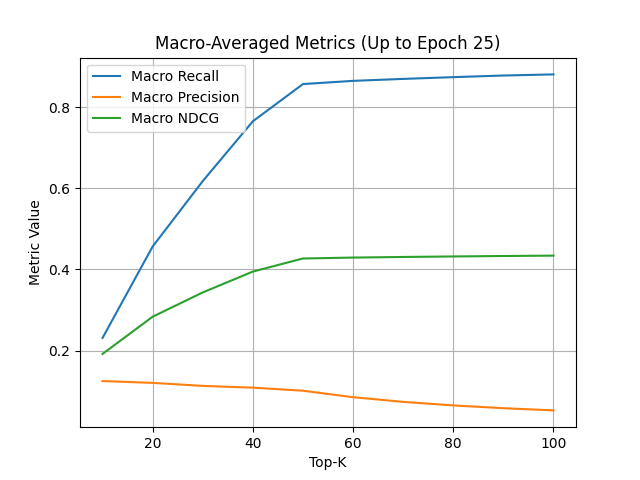 Macro-Averaged Metrics (Up to Epoch 25)
Macro Recall
Macro Precision
Macro NDCG
Metric Value
0.8
0.6
0.4
0.2
20
40
60
80
100
Top-K